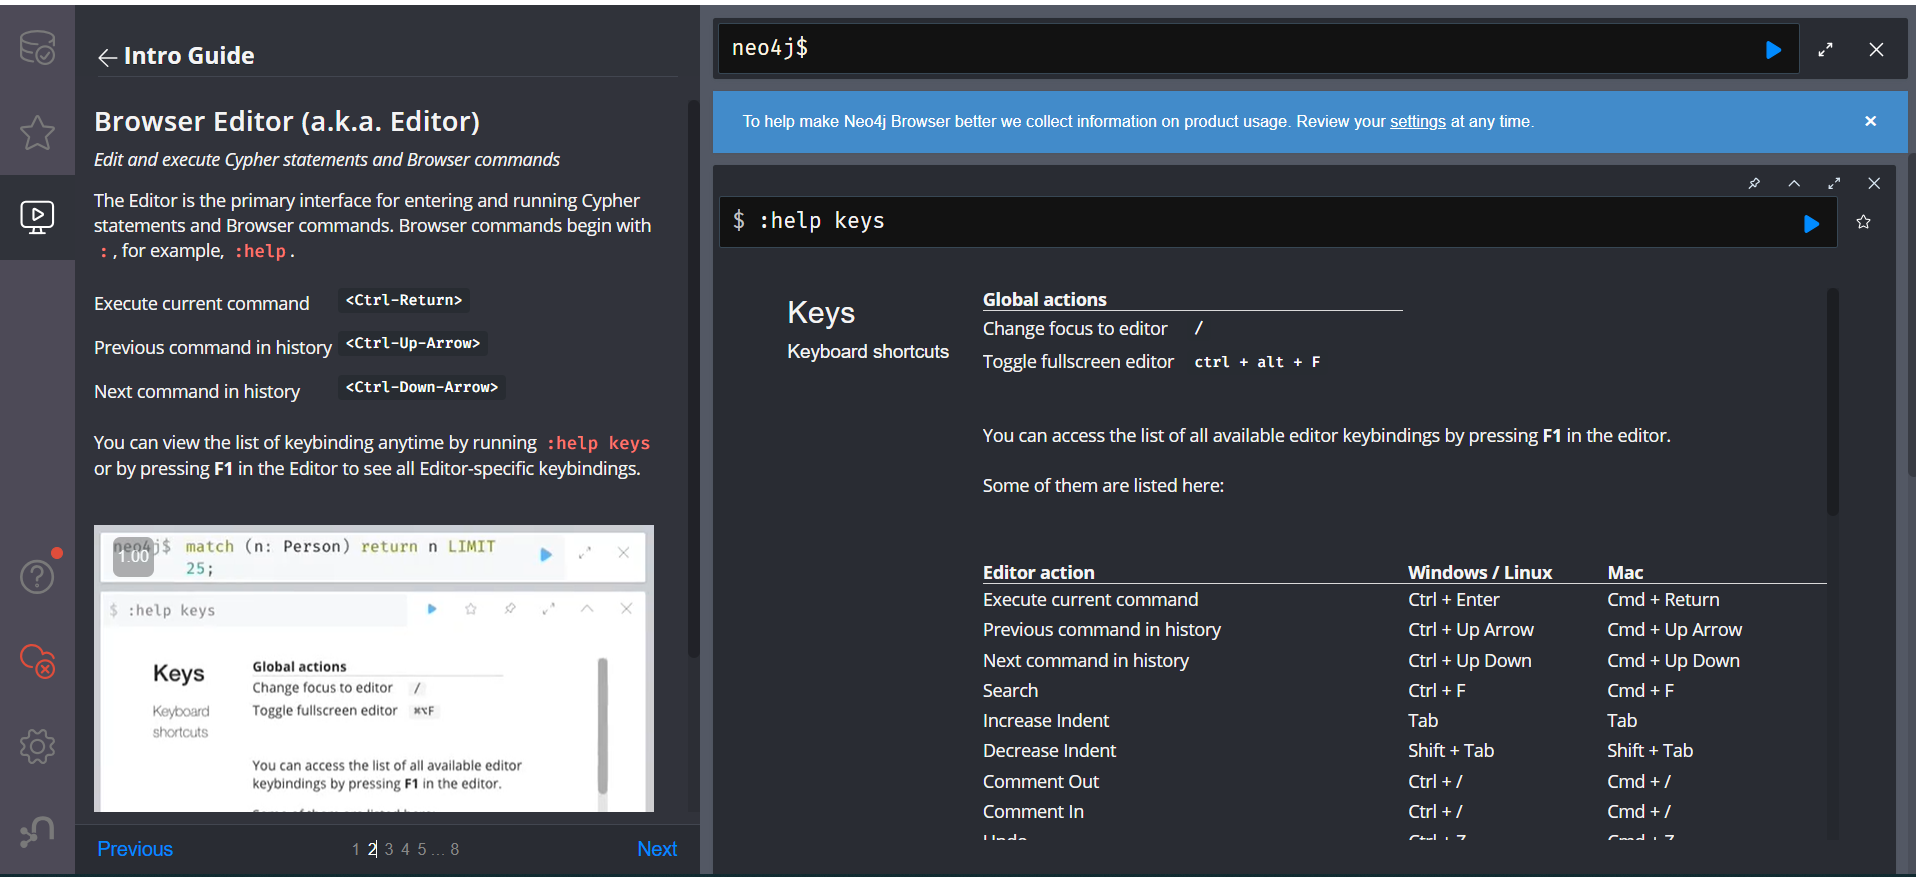 Intro Guide
Browser Editor (a.k.a. Editor)
Edit and execute Cypher statements and Browser commands
The Editor is the primary interface for entering and running Cypher
statements and Browser commands. Browser commands begin with
: , for example, :help .
Execute current command <Ctrl-Return>
Previous command in history <Ctrl-Up-Arrow>
Next command in history <Ctrl-Down-Arrow>
You can view the list of keybinding anytime by running :help keys
or by pressing F1 in the Editor to see all Editor-specific keybindings.
neo4j$ match (n: Person) return n LIMIT
25;
1.00
$ :help keys
Keys
Keyboard
shortcuts
Global actions
Change focus to editor /
Toggle fullscreen editor ⌘⌥F
You can access the list of all available editor
keybindings by pressing F1 in the editor.
Previous 1 2 3 4 5 ... 8 Next
neo4j$
To help make Neo4j Browser better we collect information on product usage. Review your settings at any time.
$ :help keys
Keys
Keyboard shortcuts
Global actions
Change focus to editor /
Toggle fullscreen editor ctrl + alt + F
You can access the list of all available editor keybindings by pressing F1 in the editor.
Some of them are listed here:
Editor action Windows / Linux Mac
Execute current command Ctrl + Enter Cmd + Return
Previous command in history Ctrl + Up Arrow Cmd + Up Arrow
Next command in history Ctrl + Up Down Cmd + Up Down
Search Ctrl + F Cmd + F
Increase Indent Tab Tab
Decrease Indent Shift + Tab Shift + Tab
Comment Out Ctrl + / Cmd + /
Comment In Ctrl + / Cmd + /